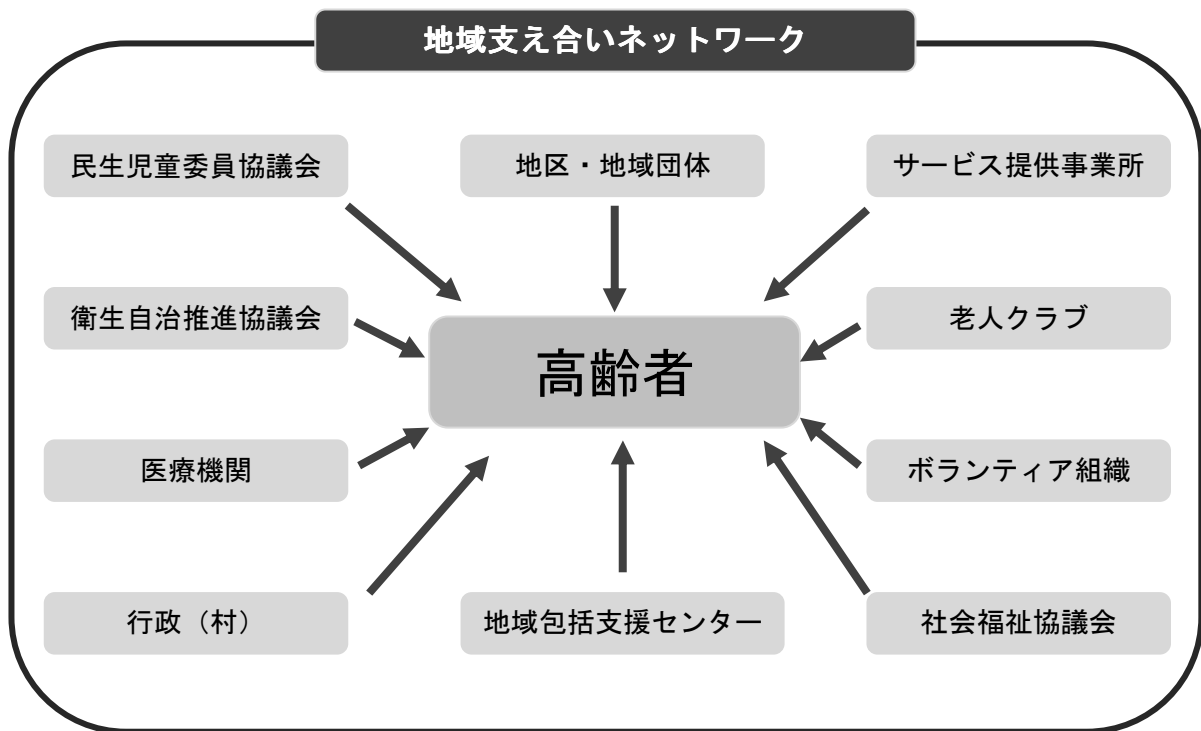 地域支え合いネットワーク
民生児童委員協議会
地区・地域団体
サービス提供事業所
衛生自治推進協議会
老人クラブ
高齢者
医療機関
ボランティア組織
行政（村）
地域包括支援センター
社会福祉協議会